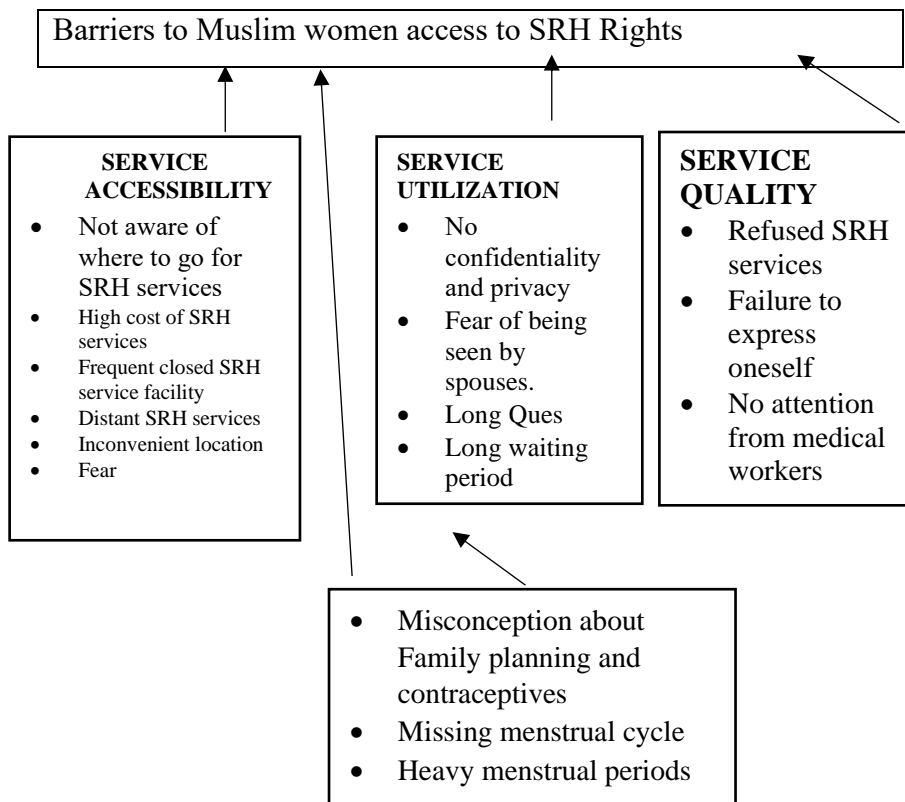 Barriers to Muslim women access to SRH Rights
SERVICE
ACCESSIBILITY
• Not aware of
where to go for
SRH services
• High cost of SRH
services
• Frequent closed SRH
service facility
• Distant SRH services
• Inconvenient location
• Fear
SERVICE
UTILIZATION
• No
confidentiality
and privacy
• Fear of being
seen by
spouses.
• Long Ques
• Long waiting
period
SERVICE
QUALITY
• Refused SRH
services
• Failure to
express
oneself
• No attention
from medical
workers
• Misconception about
Family planning and
contraceptives
• Missing menstrual cycle
• Heavy menstrual periods